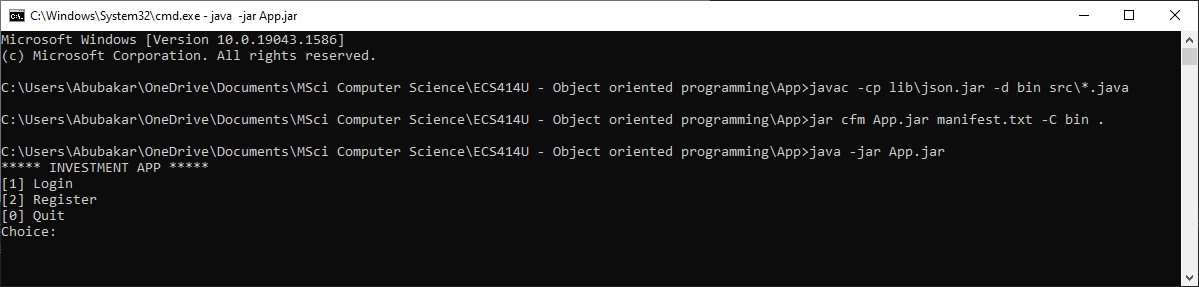 C:\Windows\System32\cmd.exe - java  -jar App.jar
Microsoft Windows [Version 10.0.19043.1586]
(c) Microsoft Corporation. All rights reserved.
C:\Users\Abubakar\OneDrive\Documents\MSci Computer Science\ECS414U - Object oriented programming\App>javac -cp lib\json.jar -d bin src\*.java
C:\Users\Abubakar\OneDrive\Documents\MSci Computer Science\ECS414U - Object oriented programming\App>jar cfm App.jar manifest.txt -C bin .
C:\Users\Abubakar\OneDrive\Documents\MSci Computer Science\ECS414U - Object oriented programming\App>java -jar App.jar
***** INVESTMENT APP *****
[1] Login
[2] Register
[0] Quit
Choice: